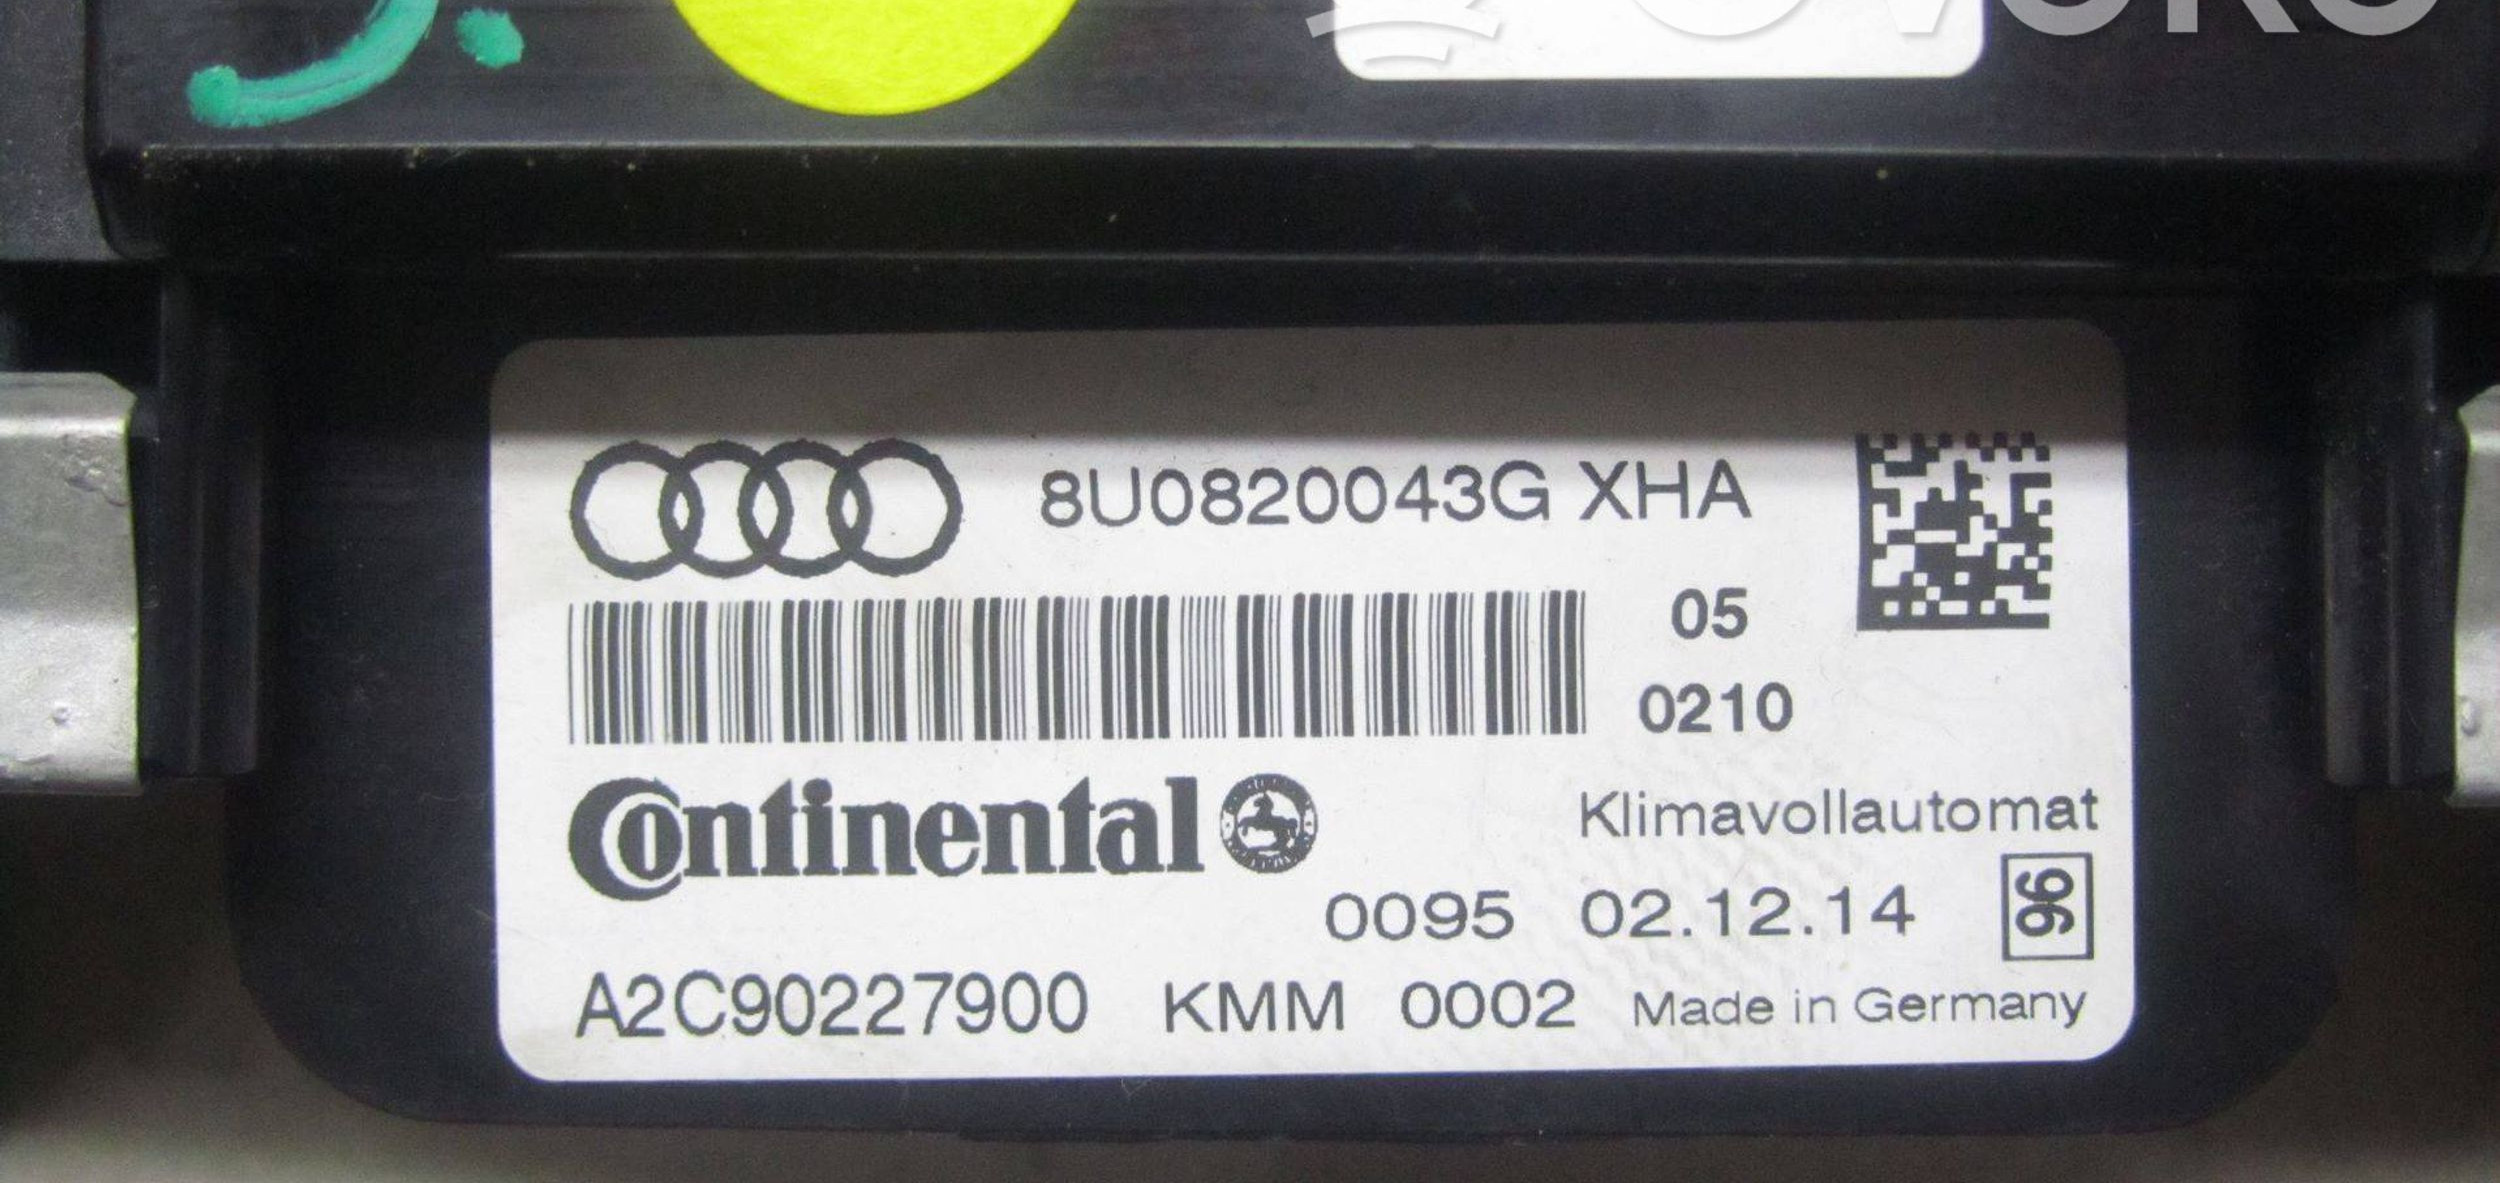 8U0820043G XHA
05
0210
Continental
Klimavollautomat
0095 02.12.14 96
A2C90227900 KMM 0002 Made in Germany